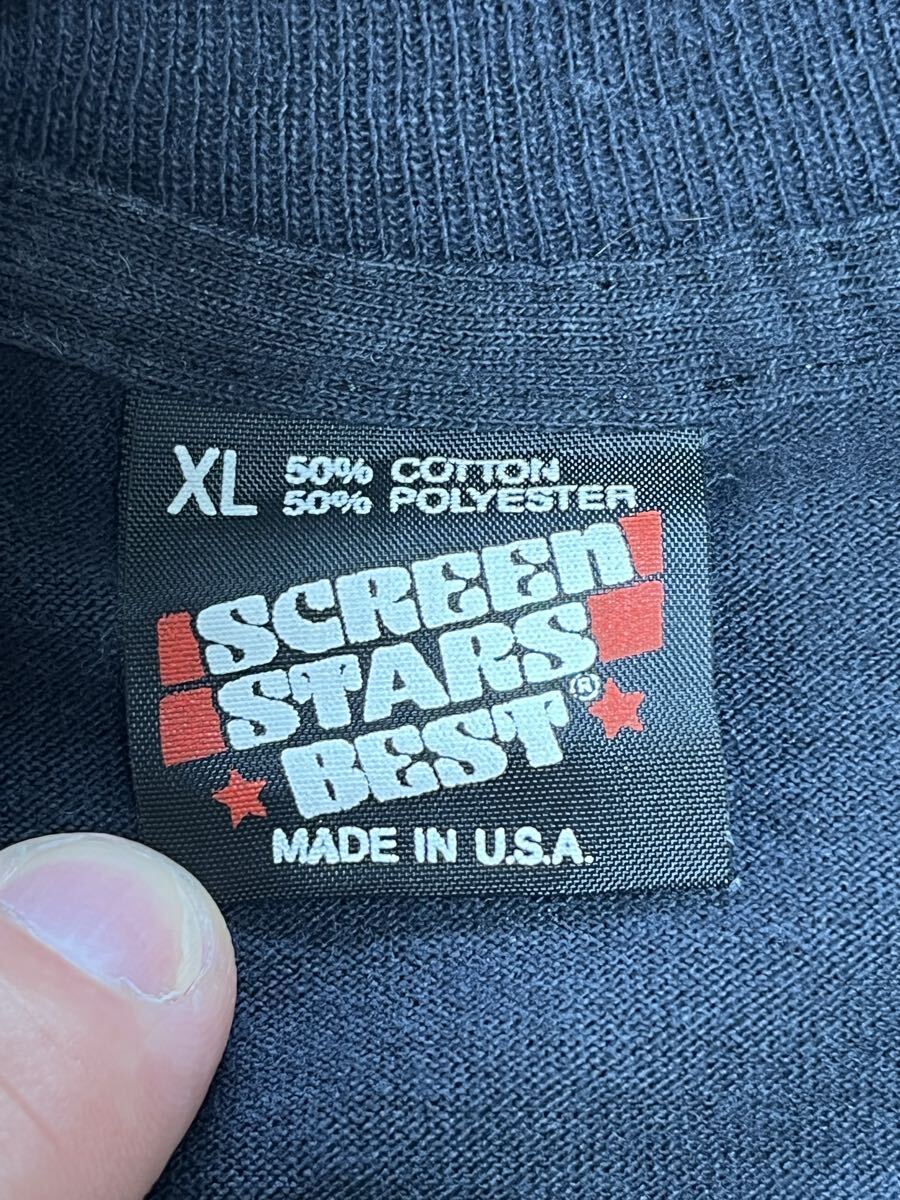 XL 50% COTTON
50% POLYESTER
SCREEn
STARS
BEST®
MADE IN U.S.A.